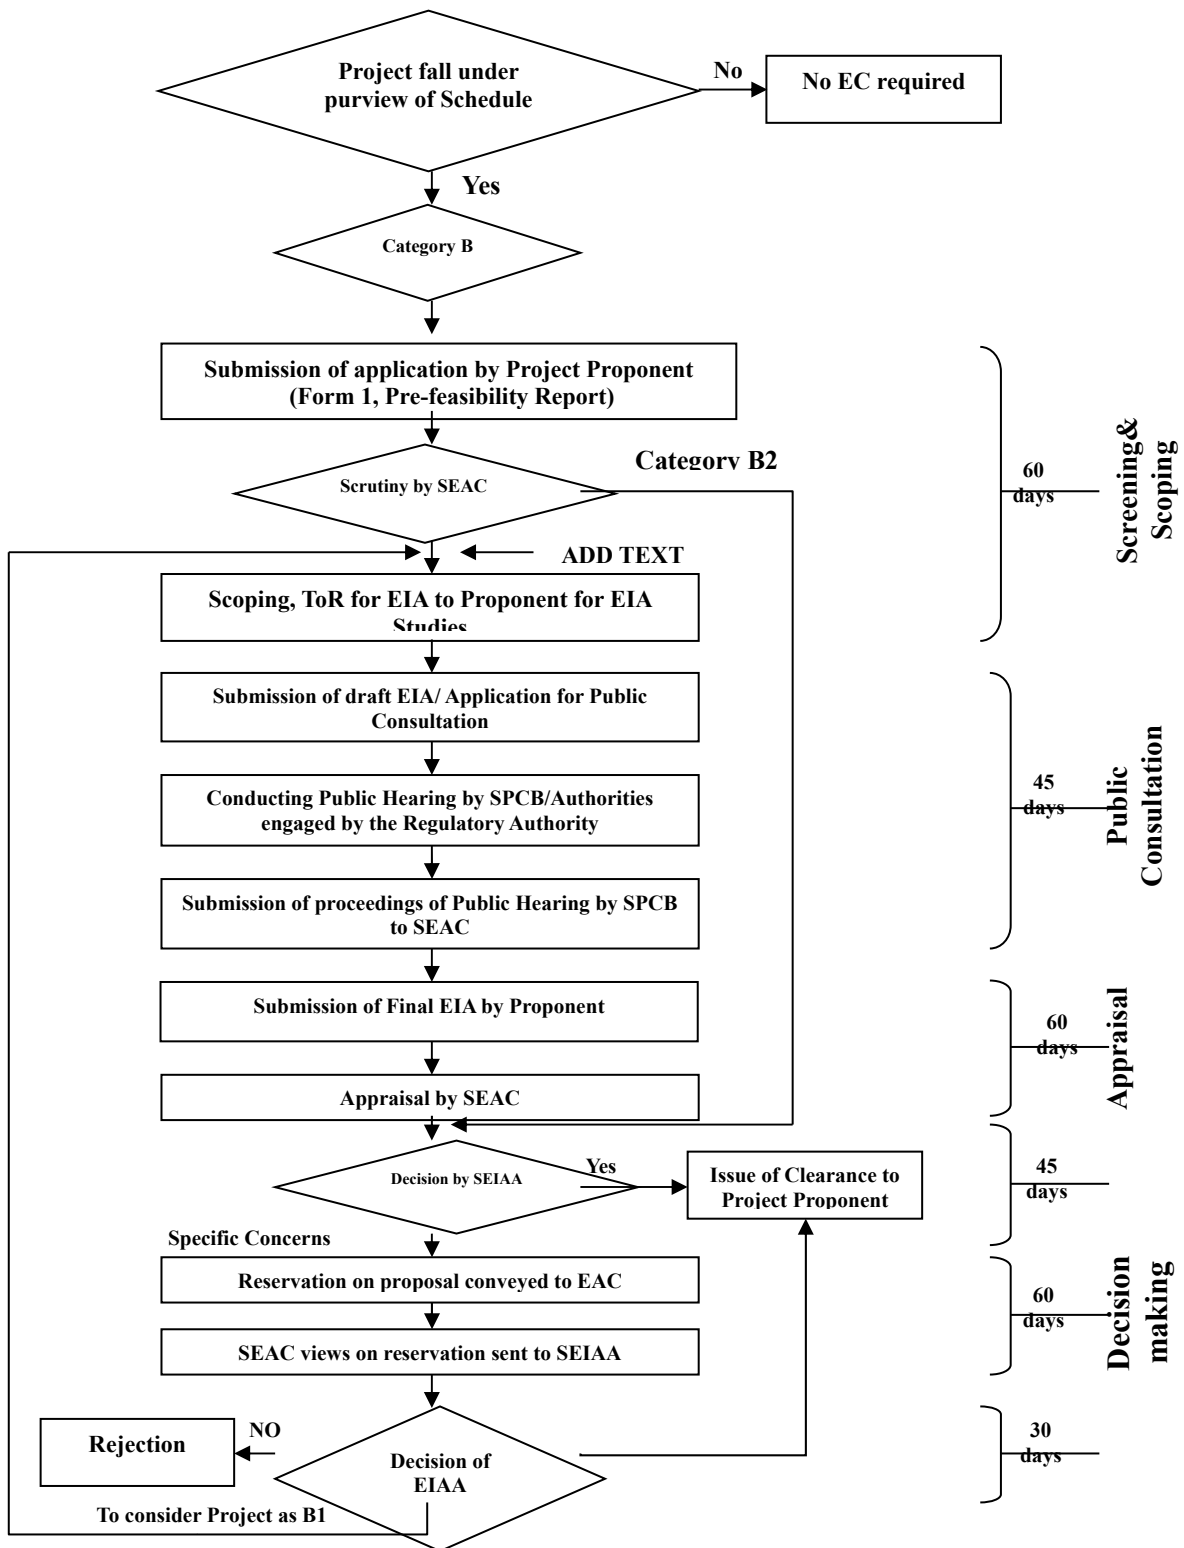 Project fall under
purview of Schedule
No
No EC required
Yes
Category B
Submission of application by Project Proponent
(Form 1, Pre-feasibility Report)
Scrutiny by SEAC
Category B2
ADD TEXT
Scoping, ToR for EIA to Proponent for EIA
Studies
60
days
Screening&
Scoping
Submission of draft EIA/ Application for Public
Consultation
Conducting Public Hearing by SPCB/Authorities
engaged by the Regulatory Authority
Submission of proceedings of Public Hearing by SPCB
to SEAC
45
days
Public
Consultation
Submission of Final EIA by Proponent
Appraisal by SEAC
60
days
Appraisal
Decision by SEIAA
Yes
Issue of Clearance to
Project Proponent
45
days
Specific Concerns
Reservation on proposal conveyed to EAC
SEAC views on reservation sent to SEIAA
60
days
Decision
making
Rejection
NO
Decision of
EIAA
30
days
To consider Project as B1